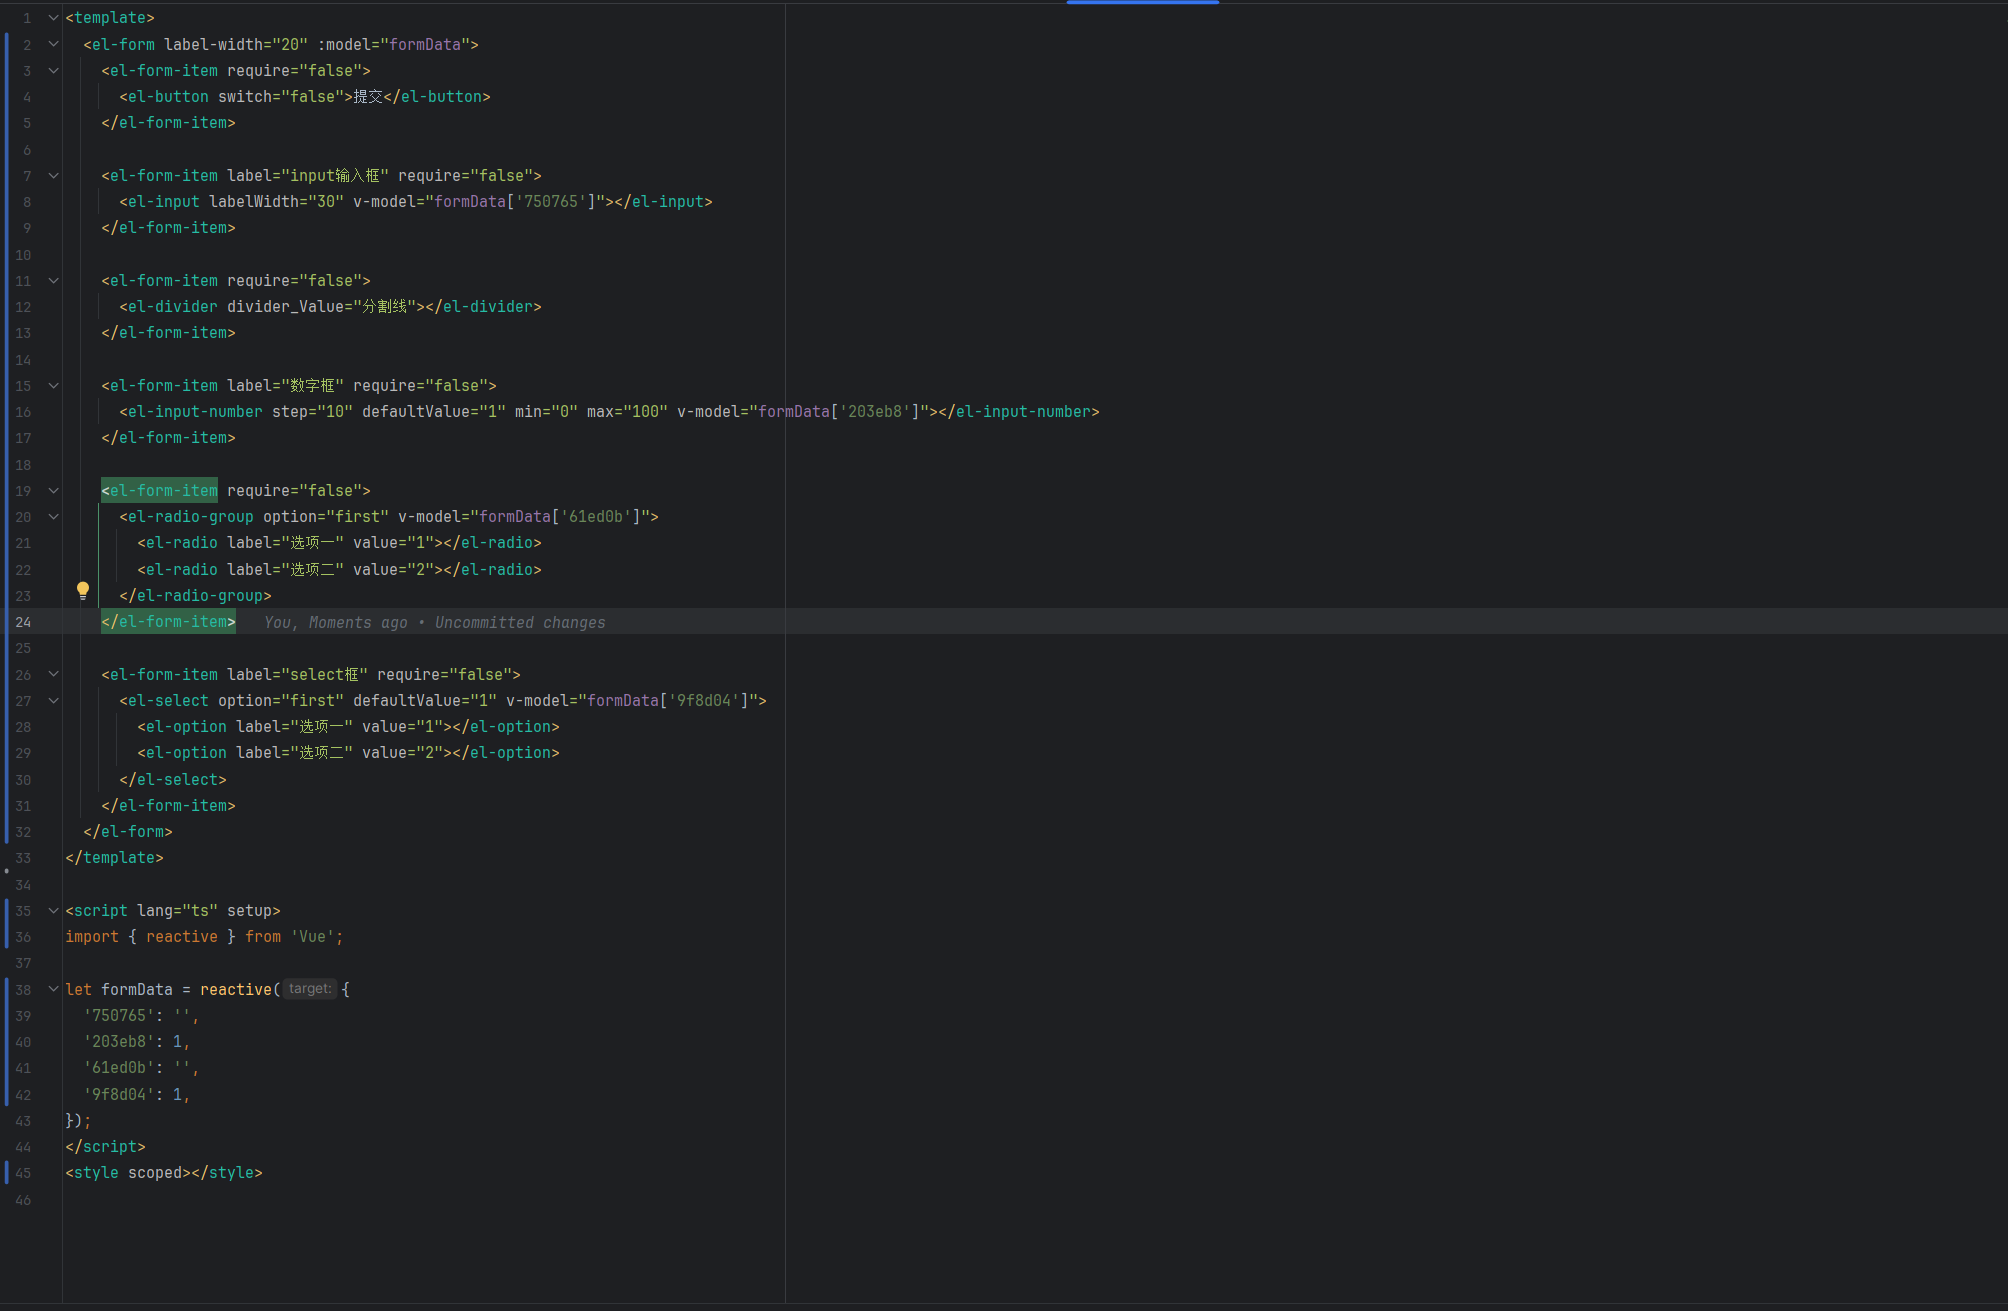 1 <template>
2 <el-form label-width="20" :model="formData">
3 <el-form-item require="false">
4 <el-button switch="false">提交</el-button>
5 </el-form-item>
6
7 <el-form-item label="input输入框" require="false">
8 <el-input labelWidth="30" v-model="formData['750765']"></el-input>
9 </el-form-item>
10
11 <el-form-item require="false">
12 <el-divider divider_Value="分割线"></el-divider>
13 </el-form-item>
14
15 <el-form-item label="数字框" require="false">
16 <el-input-number step="10" defaultValue="1" min="0" max="100" v-model="formData['203eb8']"></el-input-number>
17 </el-form-item>
18
19 <el-form-item require="false">
20 <el-radio-group option="first" v-model="formData['61ed0b']">
21 <el-radio label="选项一" value="1"></el-radio>
22 <el-radio label="选项二" value="2"></el-radio>
23 </el-radio-group>
24 </el-form-item> You, Moments ago • Uncommitted changes
25
26 <el-form-item label="select框" require="false">
27 <el-select option="first" defaultValue="1" v-model="formData['9f8d04']">
28 <el-option label="选项一" value="1"></el-option>
29 <el-option label="选项二" value="2"></el-option>
30 </el-select>
31 </el-form-item>
32 </el-form>
33 </template>
34
35 <script lang="ts" setup>
36 import { reactive } from 'Vue';
37
38 let formData = reactive( target: {
39 '750765': '',
40 '203eb8': 1,
41 '61ed0b': '',
42 '9f8d04': 1,
43 });
44 </script>
45 <style scoped></style>
46